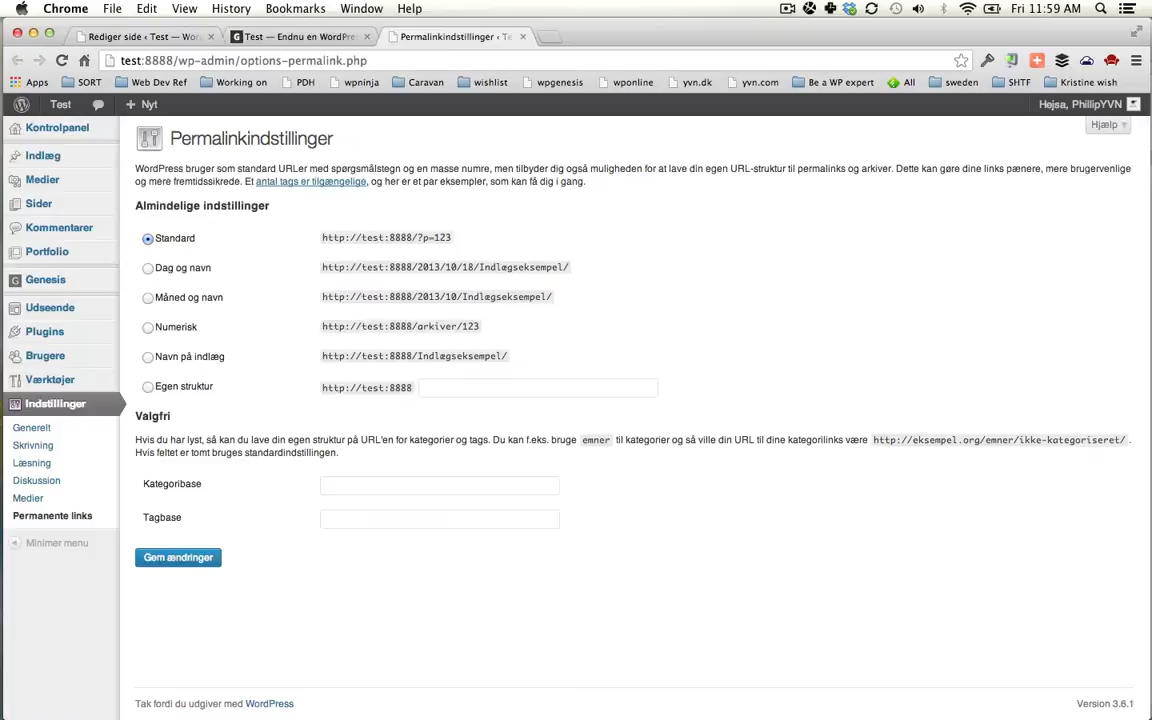 Chrome File Edit View History Bookmarks Window Help Fri 11:59 AM
Rediger side ‹ Test — Wor Test — Endnu en WordPre Permalinkindstillinger ‹ Te
test:8888/wp-admin/options-permalink.php
Apps SORT Web Dev Ref Working on PDH wpninja Caravan wishlist wpgenesis wponline yvn.dk yvn.com Be a WP expert All sweden SHTF Kristine wish
Test Nyt Hejsa, PhillipYVN
Hjælp
Kontrolpanel
Indlæg
Medier
Sider
Kommentarer
Portfolio
Genesis
Udseende
Plugins
Brugere
Værktøjer
Indstillinger
Generelt
Skrivning
Læsning
Diskussion
Medier
Permanente links
Minimer menu
Permalinkindstillinger
WordPress bruger som standard URLer med spørgsmålstegn og en masse numre, men tilbyder dig også muligheden for at lave din egen URL-struktur til permalinks og arkiver. Dette kan gøre dine links pænere, mere brugervenlige
og mere fremtidssikrede. Et antal tags er tilgængelige, og her er et par eksempler, som kan få dig i gang.
Almindelige indstillinger
Standard http://test:8888/?p=123
Dag og navn http://test:8888/2013/10/18/Indlægseksempel/
Måned og navn http://test:8888/2013/10/Indlægseksempel/
Numerisk http://test:8888/arkiver/123
Navn på indlæg http://test:8888/Indlægseksempel/
Egen struktur http://test:8888
Valgfri
Hvis du har lyst, så kan du lave din egen struktur på URL'en for kategorier og tags. Du kan f.eks. bruge emner til kategorier og så ville din URL til dine kategorilinks være http://eksempel.org/emner/ikke-kategoriseret/ .
Hvis feltet er tomt bruges standardindstillingen.
Kategoribase
Tagbase
Gem ændringer
Tak fordi du udgiver med WordPress Version 3.6.1